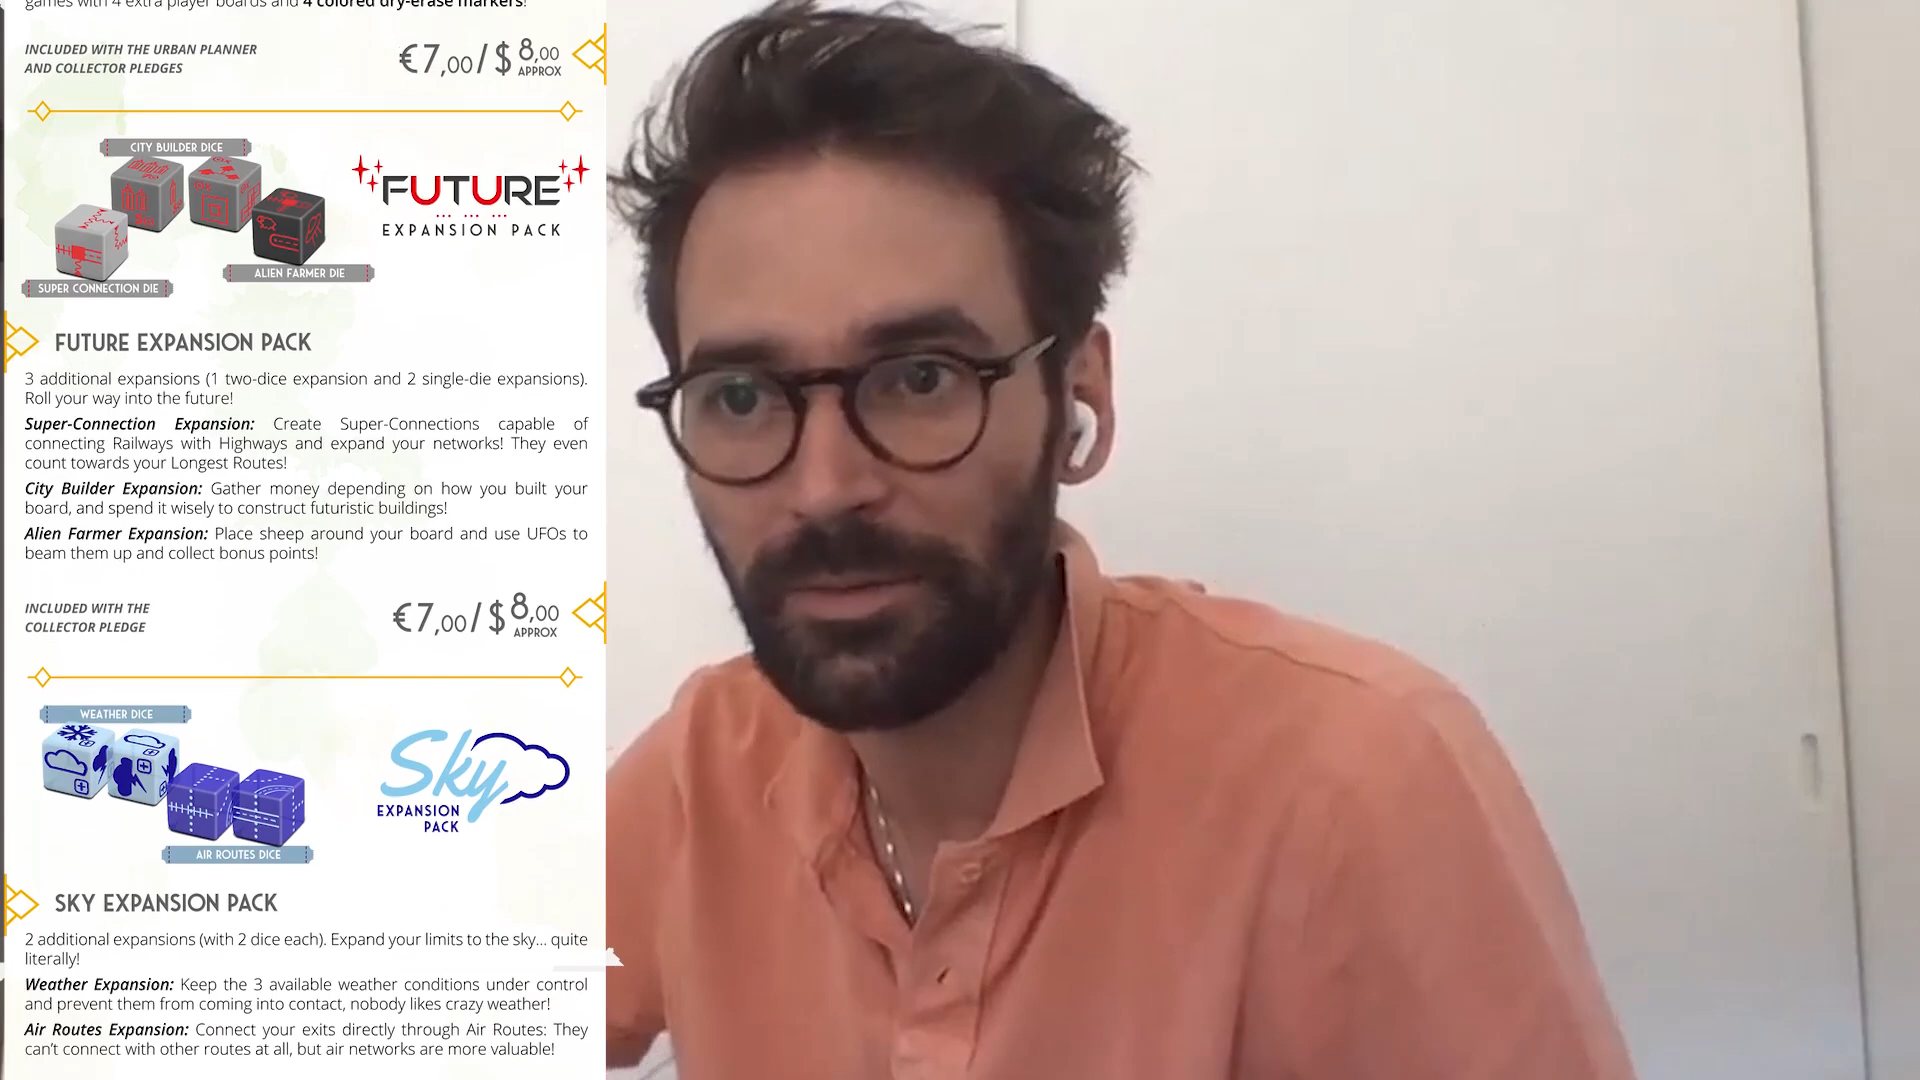 games with 4 extra player boards and 4 colored dry-erase markers!
INCLUDED WITH THE URBAN PLANNER
AND COLLECTOR PLEDGES
€7,00 / $8,00
APPROX
CITY BUILDER DICE
SUPER CONNECTION DIE
ALIEN FARMER DIE
FUTURE
EXPANSION PACK
FUTURE EXPANSION PACK
3 additional expansions (1 two-dice expansion and 2 single-die expansions).
Roll your way into the future!
Super-Connection Expansion: Create Super-Connections capable of
connecting Railways with Highways and expand your networks! They even
count towards your Longest Routes!
City Builder Expansion: Gather money depending on how you built your
board, and spend it wisely to construct futuristic buildings!
Alien Farmer Expansion: Place sheep around your board and use UFOs to
beam them up and collect bonus points!
INCLUDED WITH THE
COLLECTOR PLEDGE
€7,00 / $8,00
APPROX
WEATHER DICE
AIR ROUTES DICE
Sky
EXPANSION
PACK
SKY EXPANSION PACK
2 additional expansions (with 2 dice each). Expand your limits to the sky... quite
literally!
Weather Expansion: Keep the 3 available weather conditions under control
and prevent them from coming into contact, nobody likes crazy weather!
Air Routes Expansion: Connect your exits directly through Air Routes: They
can't connect with other routes at all, but air networks are more valuable!